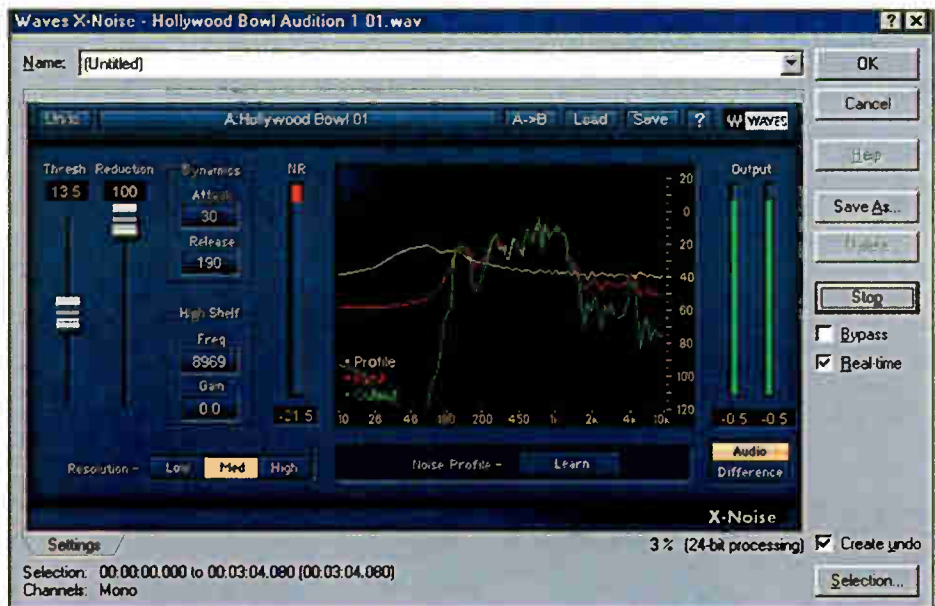 Waves X-Noise - Hollywood Bowl Audition 1 01.wav
Name: (Untitled)
OK
Cancel
Help
Save As...
Delete
Stop
Bypass
Real-time
Undo
A:Hollywood Bowl 01
A->B
Load
Save
?
WAVES
Thresh
Reduction
Dynamics
NR
Output
13.5
100
Attack
30
Release
190
High Shelf
Freq
8969
Gain
0.0
-21.5
20
0
20
40
60
80
100
120
Profile
Input
Output
10 26 46 100 200 450 1k 2k 4k 10k
-0.5 -0.5
Resolution -
Low
Med
High
Noise Profile -
Learn
Audio
Difference
X-Noise
Settings
3 % (24-bit processing)
Create undo
Selection: 00:00:00.000 to 00:03:04.080 (00:03:04.080)
Channels: Mono
Selection...